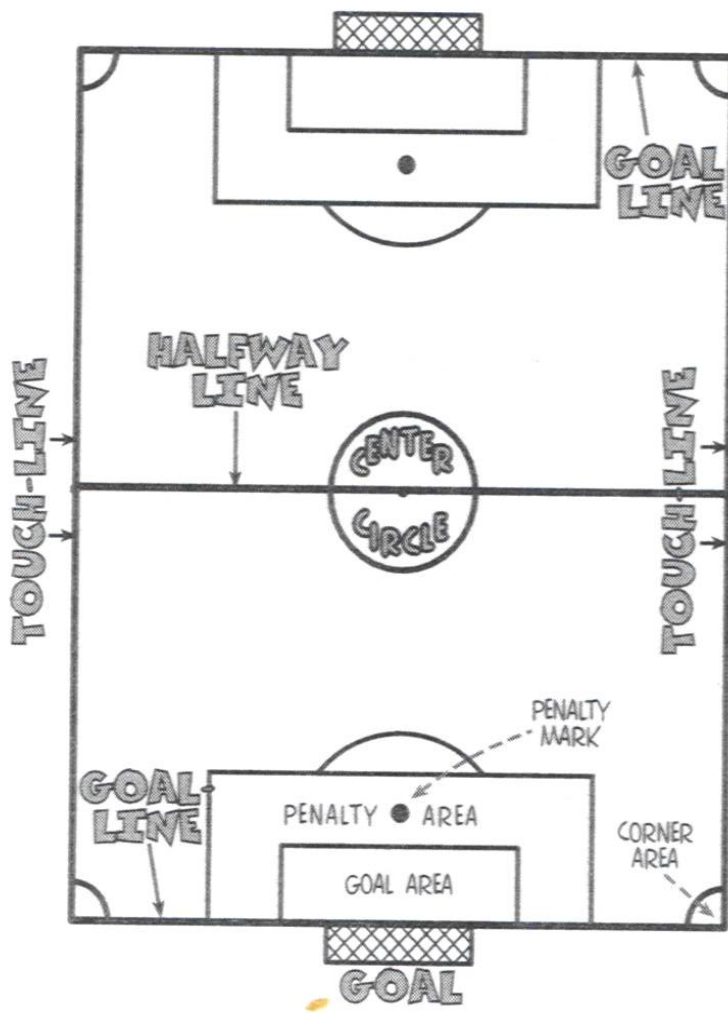 GOAL
LINE
HALFWAY
LINE
TOUCH-LINE
CENTER
CIRCLE
TOUCH-LINE
PENALTY
MARK
GOAL
LINE
PENALTY AREA
CORNER
AREA
GOAL AREA
GOAL